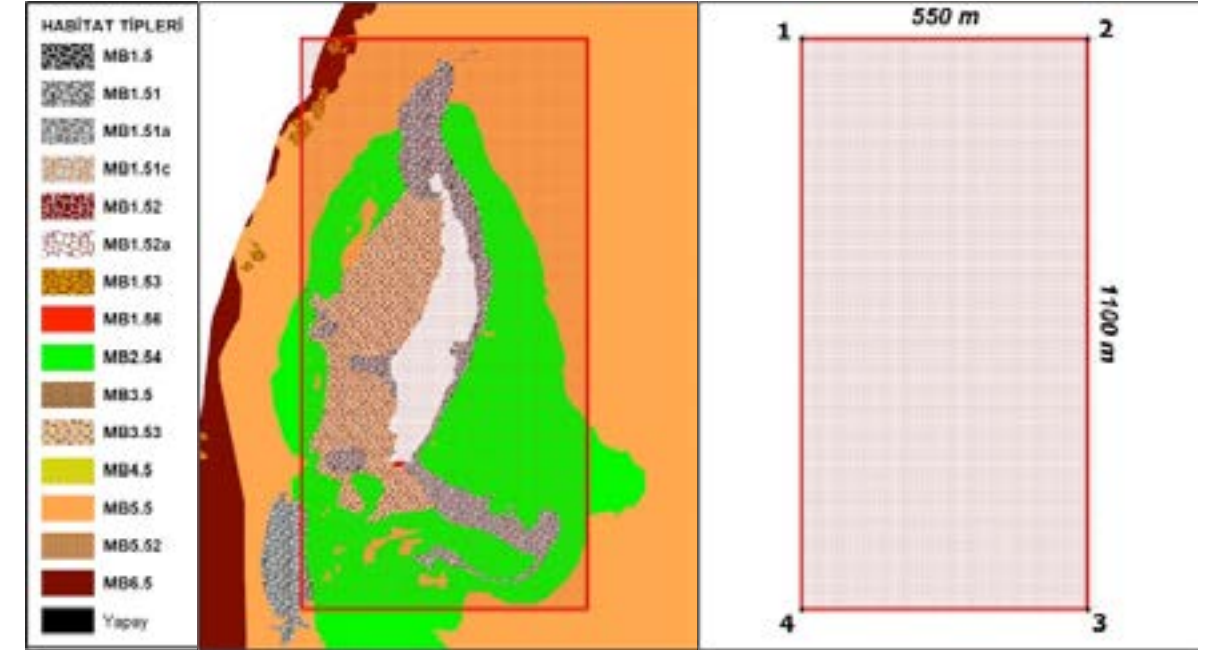 HABİTAT TİPLERİ
MB1.5
MB1.51
MB1.51a
MB1.51c
MB1.52
MB1.52a
MB1.53
MB1.56
MB2.54
MB3.5
MB3.53
MB4.5
MB5.5
MB5.52
MB6.5
Yapay
550 m
1
2
1100 m
4
3